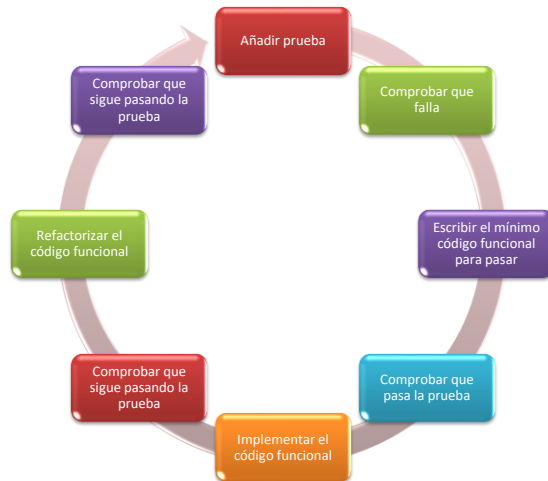 Añadir prueba
Comprobar que
falla
Escribir el mínimo
código funcional
para pasar
Comprobar que
pasa la prueba
Implementar el
código funcional
Comprobar que
sigue pasando la
prueba
Refactorizar el
código funcional
Comprobar que
sigue pasando la
prueba